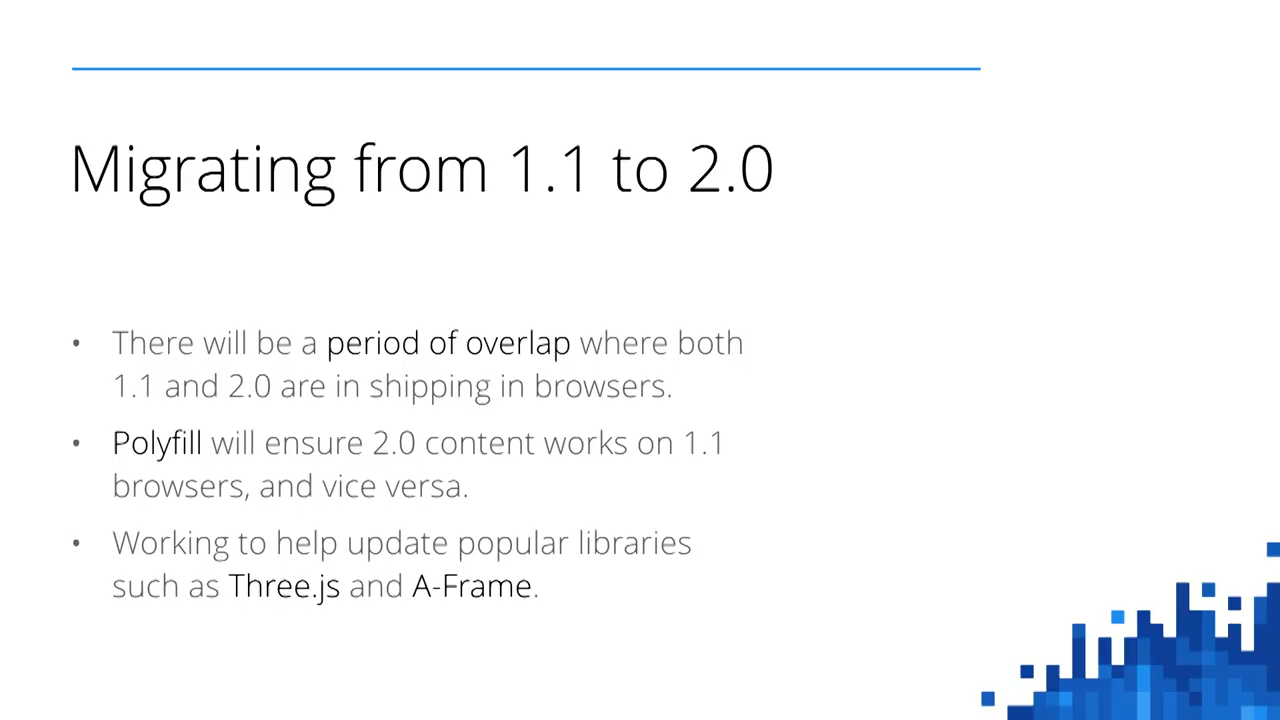 Migrating from 1.1 to 2.0
• There will be a period of overlap where both
1.1 and 2.0 are in shipping in browsers.
• Polyfill will ensure 2.0 content works on 1.1
browsers, and vice versa.
• Working to help update popular libraries
such as Three.js and A-Frame.